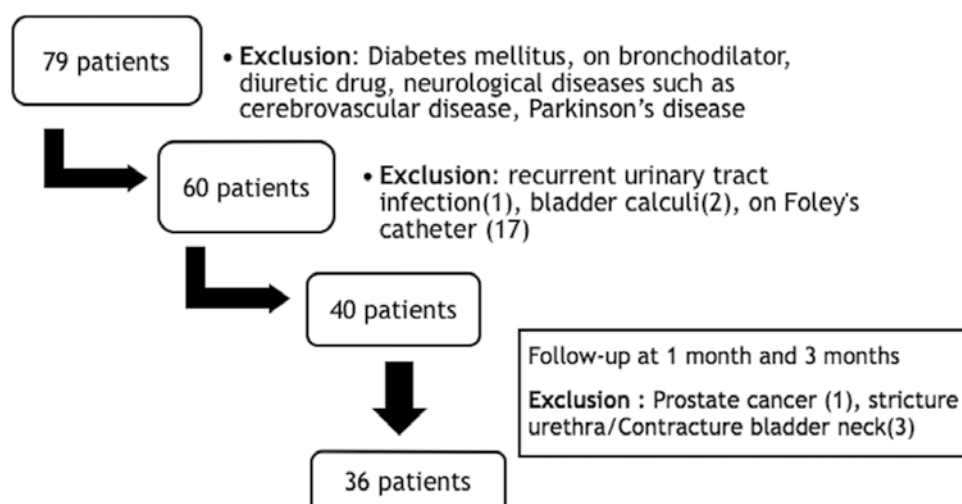 79 patients
• Exclusion: Diabetes mellitus, on bronchodilator,
diuretic drug, neurological diseases such as
cerebrovascular disease, Parkinson’s disease
60 patients
• Exclusion: recurrent urinary tract
infection(1), bladder calculi(2), on Foley's
catheter (17)
40 patients
Follow-up at 1 month and 3 months
Exclusion : Prostate cancer (1), stricture
urethra/Contracture bladder neck(3)
36 patients